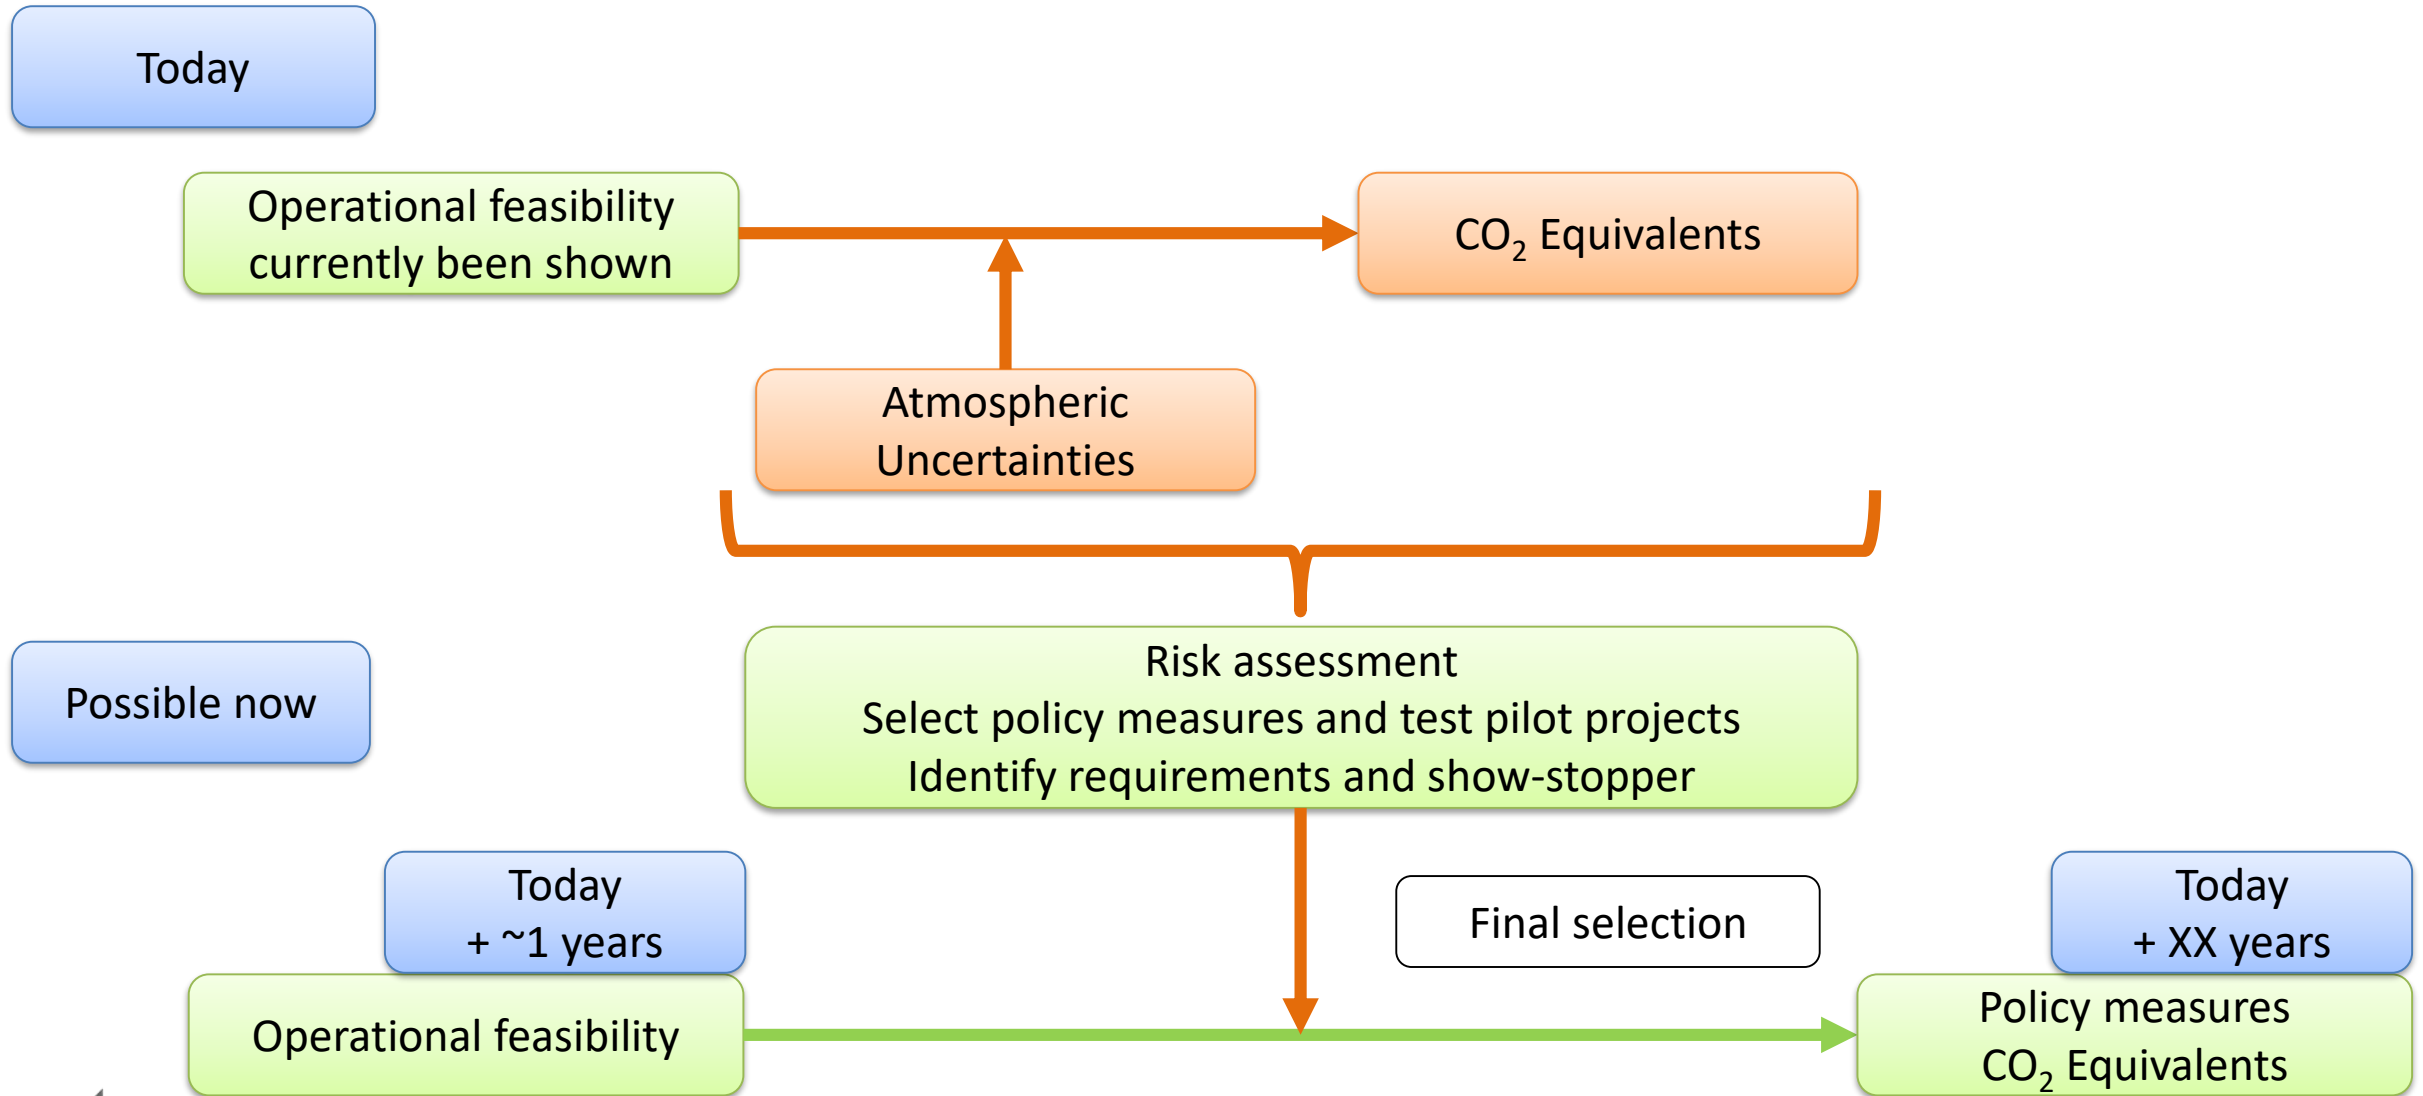 Today
Operational feasibility
currently been shown
CO₂ Equivalents
Atmospheric
Uncertainties
Possible now
Risk assessment
Select policy measures and test pilot projects
Identify requirements and show-stopper
Today
+ ~1 years
Final selection
Today
+ XX years
Operational feasibility
Policy measures
CO₂ Equivalents